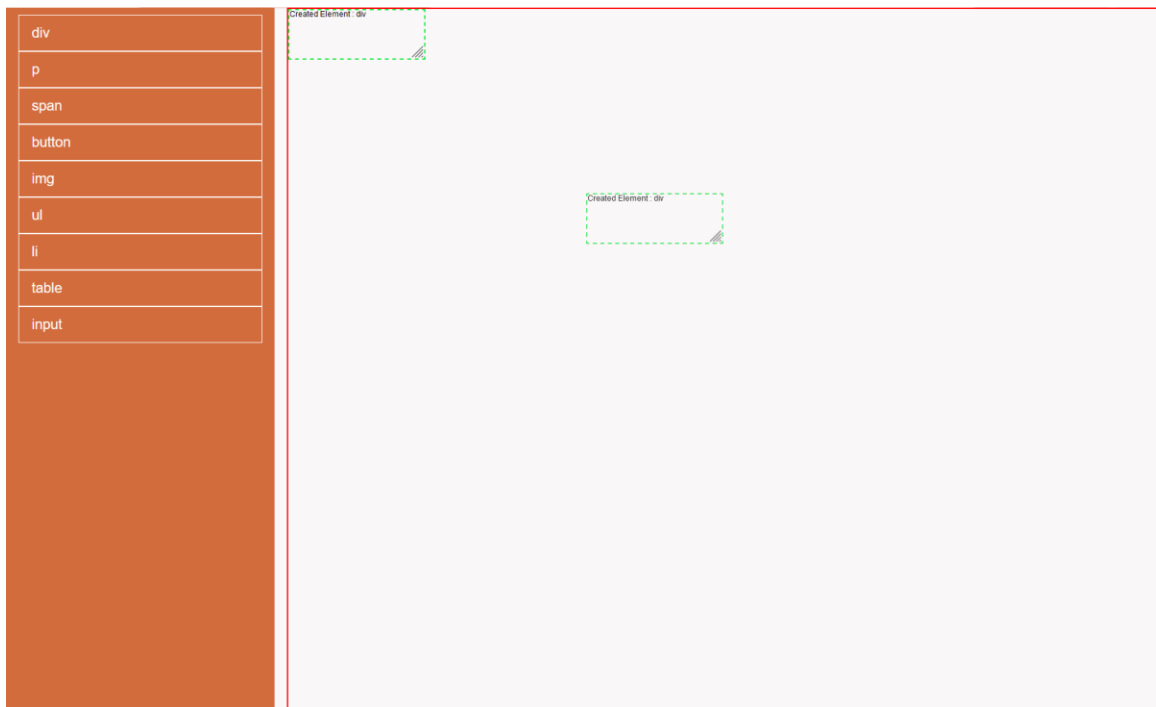 div
p
span
button
img
ul
li
table
input
Created Element : div
Created Element : div